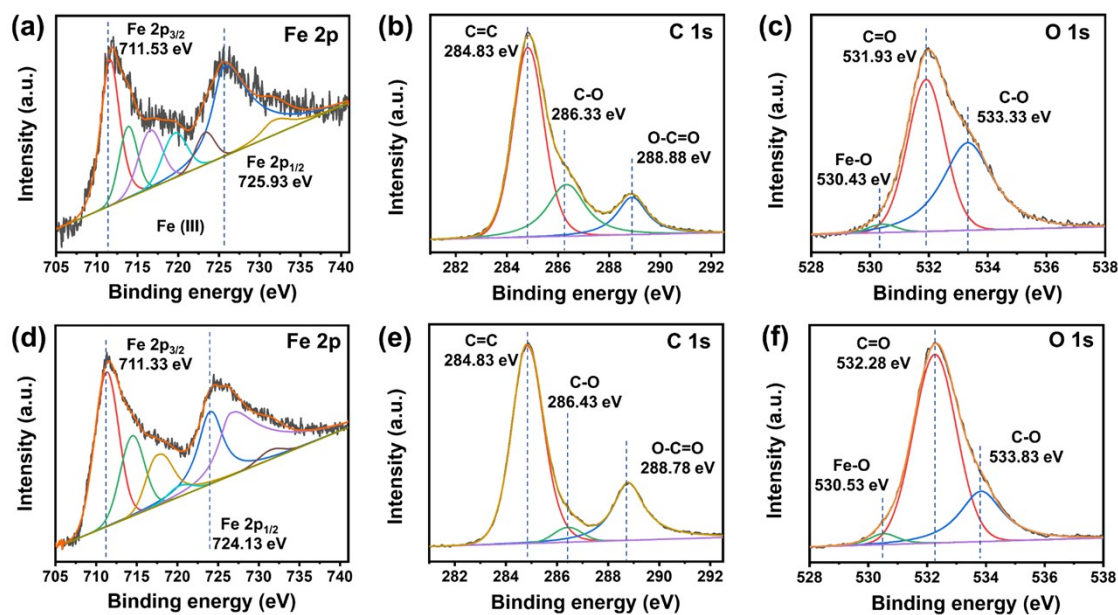 (a)
Fe 2p
Fe 2p3/2
711.53 eV
Fe 2p1/2
725.93 eV
Fe (III)
Intensity (a.u.)
705 710 715 720 725 730 735 740
Binding energy (eV)
(b)
C 1s
C=C
284.83 eV
C-O
286.33 eV
O-C=O
288.88 eV
Intensity (a.u.)
282 284 286 288 290 292
Binding energy (eV)
(c)
O 1s
C=O
531.93 eV
C-O
533.33 eV
Fe-O
530.43 eV
Intensity (a.u.)
528 530 532 534 536 538
Binding energy (eV)
(d)
Fe 2p
Fe 2p3/2
711.33 eV
Fe 2p1/2
724.13 eV
Intensity (a.u.)
705 710 715 720 725 730 735 740
Binding energy (eV)
(e)
C 1s
C=C
284.83 eV
C-O
286.43 eV
O-C=O
288.78 eV
Intensity (a.u.)
282 284 286 288 290 292
Binding energy (eV)
(f)
O 1s
C=O
532.28 eV
C-O
533.83 eV
Fe-O
530.53 eV
Intensity (a.u.)
528 530 532 534 536 538
Binding energy (eV)